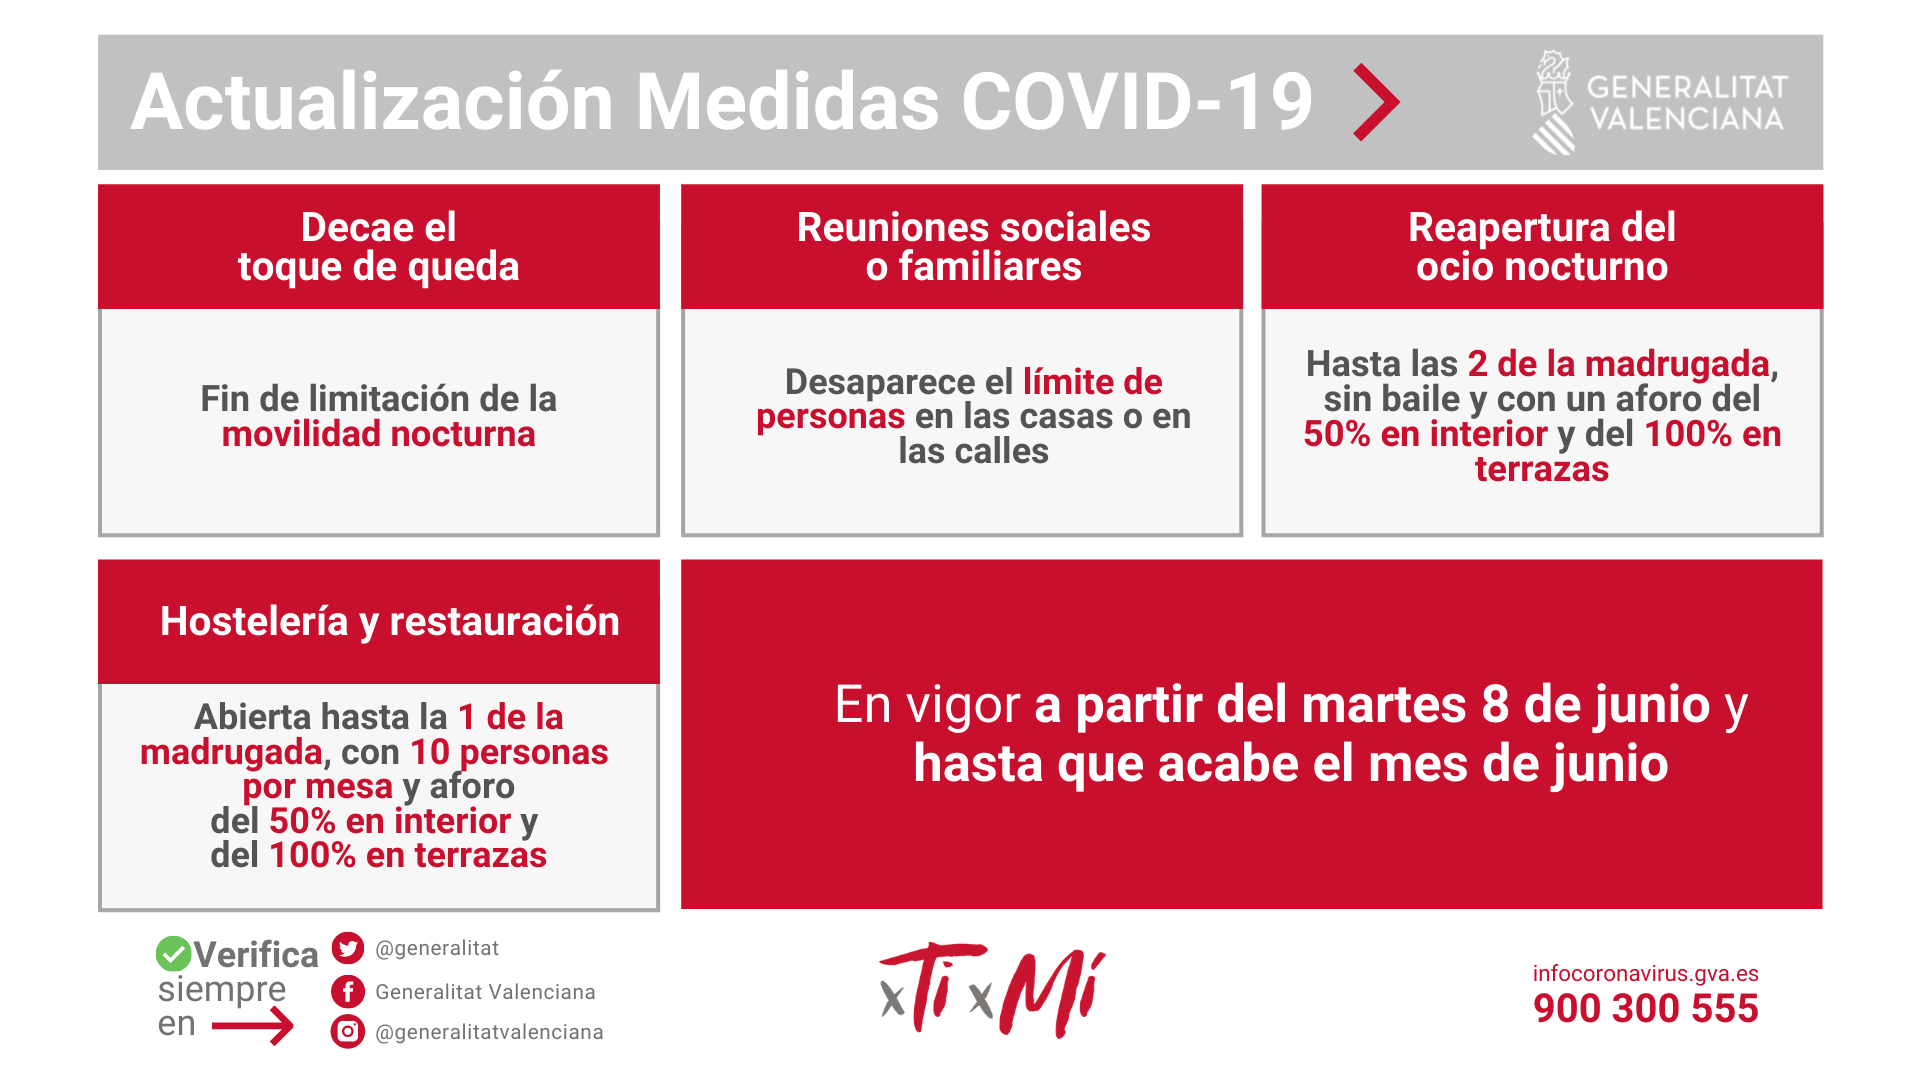 Actualización Medidas COVID-19
GENERALITAT
VALENCIANA
Decae el
toque de queda
Fin de limitación de la
movilidad nocturna
Reuniones sociales
o familiares
Desaparece el límite de
personas en las casas o en
las calles
Reapertura del
ocio nocturno
Hasta las 2 de la madrugada,
sin baile y con un aforo del
50% en interior y del 100% en
terrazas
Hostelería y restauración
Abierta hasta la 1 de la
madrugada, con 10 personas
por mesa y aforo
del 50% en interior y
del 100% en terrazas
En vigor a partir del martes 8 de junio y
hasta que acabe el mes de junio
Verifica
siempre
en
@generalitat
Generalitat Valenciana
@generalitatvalenciana
xTi xMí
infocoronavirus.gva.es
900 300 555